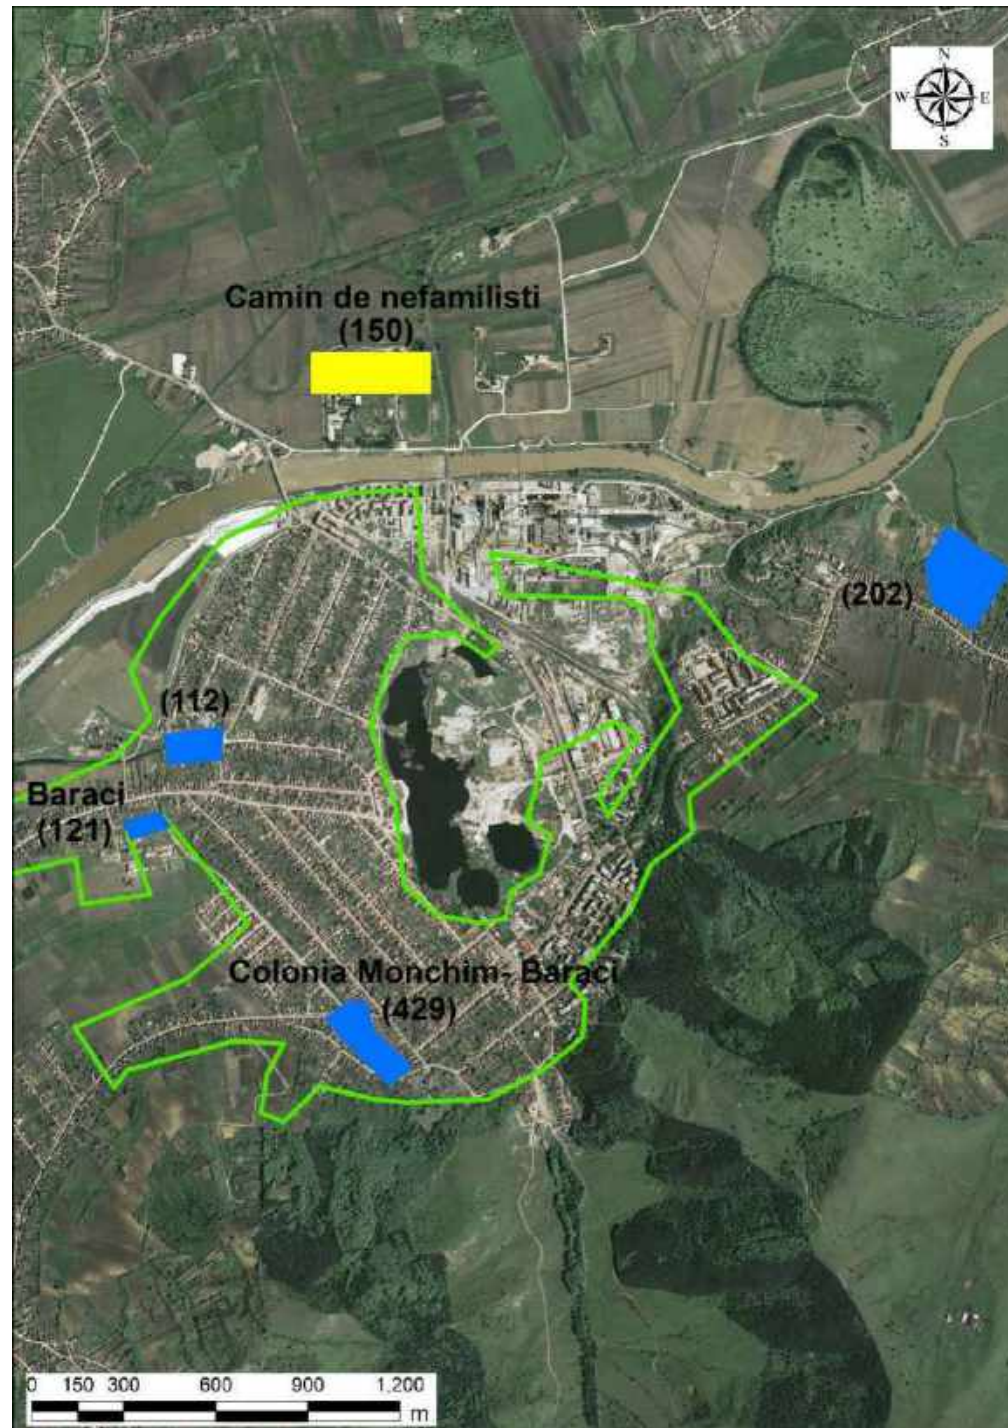 N
W E
S
Camin de nefamilisti
(150)
(202)
(112)
Baraci
(121)
Colonia Monchim- Baraci
(429)
0 150 300 600 900 1.200
m